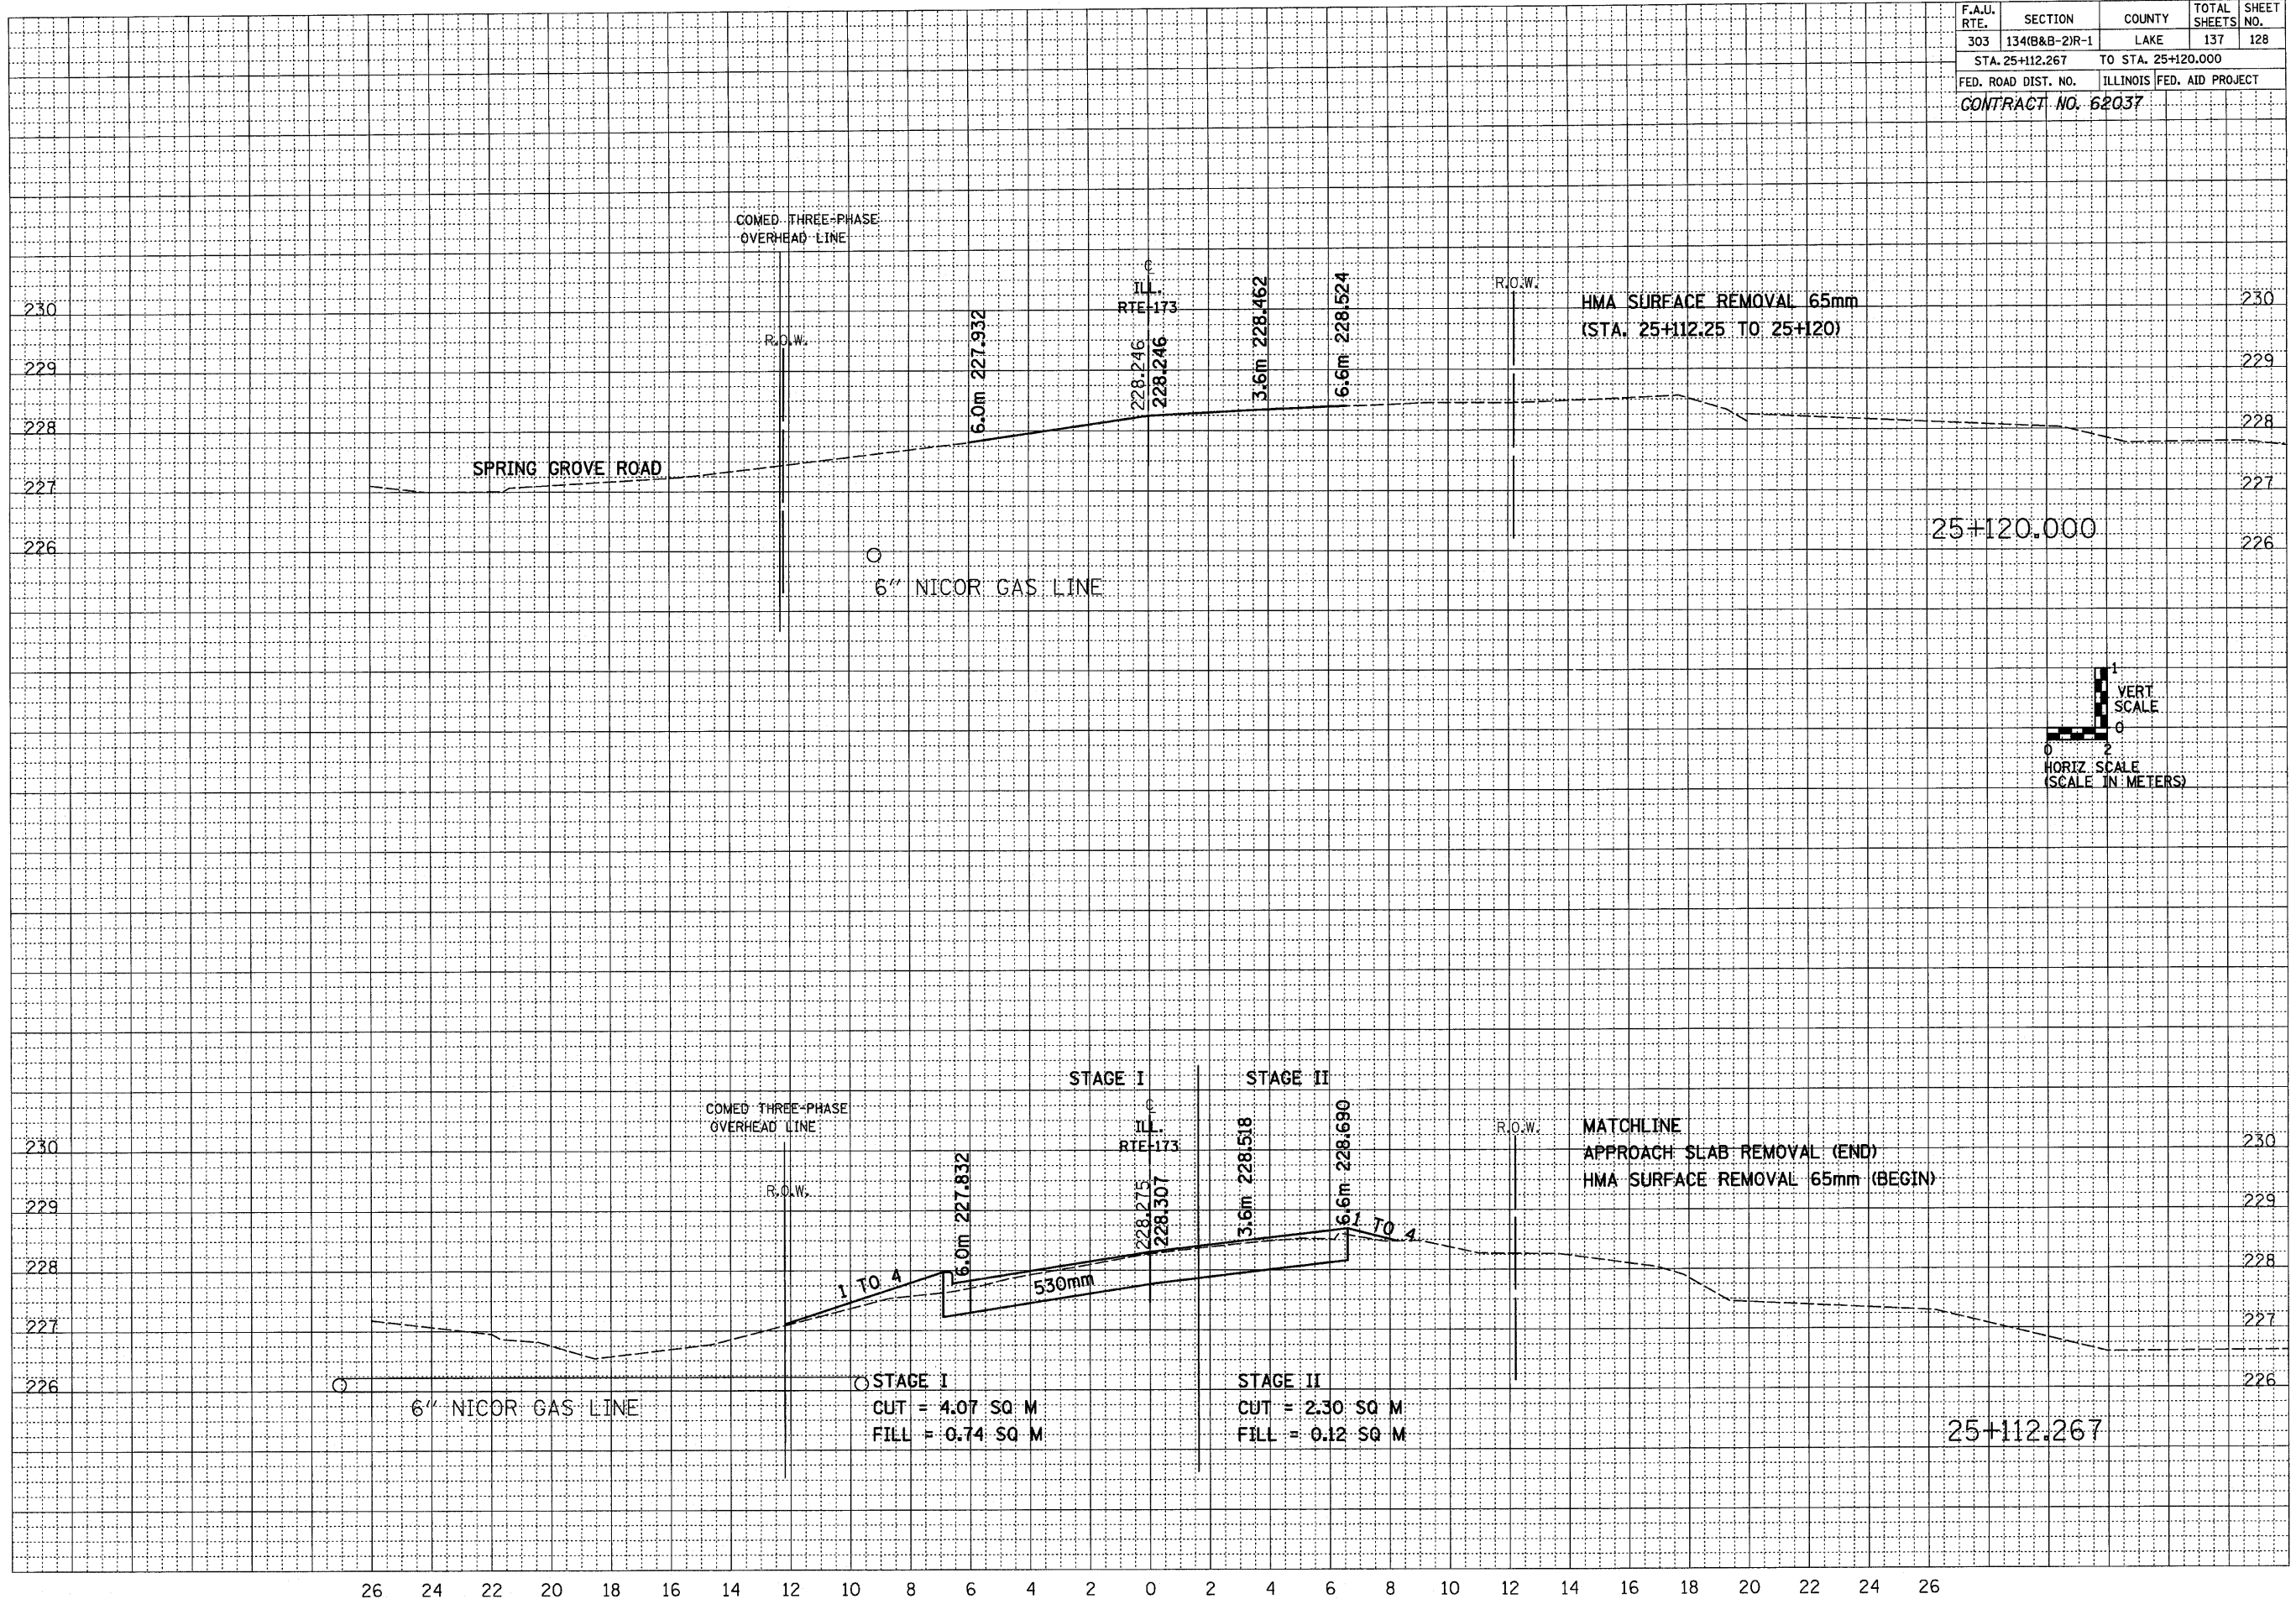 F.A.U. RTE. SECTION COUNTY TOTAL SHEETS SHEET NO.
303 134(B&B-2)R-1 LAKE 137 128
STA. 25+112.267 TO STA. 25+120.000
FED. ROAD DIST. NO. ILLINOIS FED. AID PROJECT
CONTRACT NO. 62037
COMED THREE-PHASE
OVERHEAD LINE
R.O.W.
6.0m 227.932
℄
ILL.
RTE-173
228.246
228.246
3.6m 228.462
6.6m 228.524
R.O.W.
HMA SURFACE REMOVAL 65mm
(STA. 25+112.25 TO 25+120)
230 230
229 229
228 228
227 227
226 226
SPRING GROVE ROAD
25+120.000
6" NICOR GAS LINE
1
VERT
SCALE
0
0 2
HORIZ SCALE
(SCALE IN METERS)
STAGE I STAGE II
COMED THREE-PHASE
OVERHEAD LINE
R.O.W.
6.0m 227.832
℄
ILL.
RTE-173
228.275
228.307
3.6m 228.518
6.6m 228.690
R.O.W.
MATCHLINE
APPROACH SLAB REMOVAL (END)
HMA SURFACE REMOVAL 65mm (BEGIN)
230 230
229 229
228 228
227 227
226 226
1 TO 4
530mm
1 TO 4
6" NICOR GAS LINE
STAGE I
CUT = 4.07 SQ M
FILL = 0.74 SQ M
STAGE II
CUT = 2.30 SQ M
FILL = 0.12 SQ M
25+112.267
26 24 22 20 18 16 14 12 10 8 6 4 2 0 2 4 6 8 10 12 14 16 18 20 22 24 26